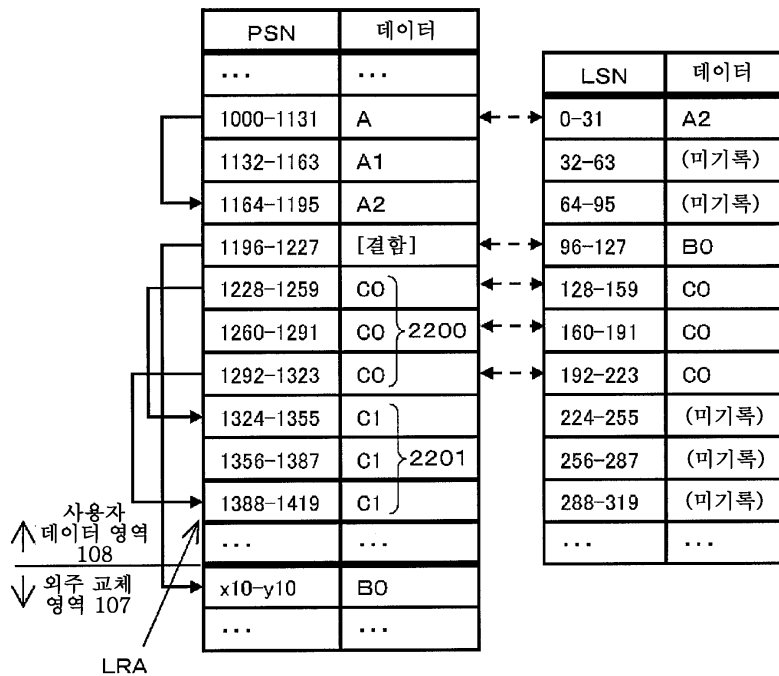 PSN 데이터
... ...
1000-1131 A
1132-1163 A1
1164-1195 A2
1196-1227 [결함]
1228-1259 C0
1260-1291 C0 2200
1292-1323 C0
1324-1355 C1
1356-1387 C1 2201
1388-1419 C1
... ...
x10-y10 B0
... ...
LSN 데이터
0-31 A2
32-63 (미기록)
64-95 (미기록)
96-127 B0
128-159 C0
160-191 C0
192-223 C0
224-255 (미기록)
256-287 (미기록)
288-319 (미기록)
... ...
사용자
데이터 영역
108
외주 교체
영역 107
LRA